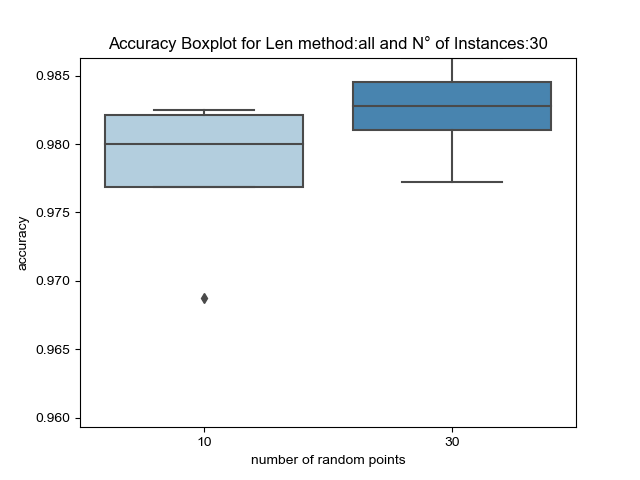 Accuracy Boxplot for Len method:all and N° of Instances:30
0.985
0.980
0.975
0.970
0.965
0.960
accuracy
10
30
number of random points